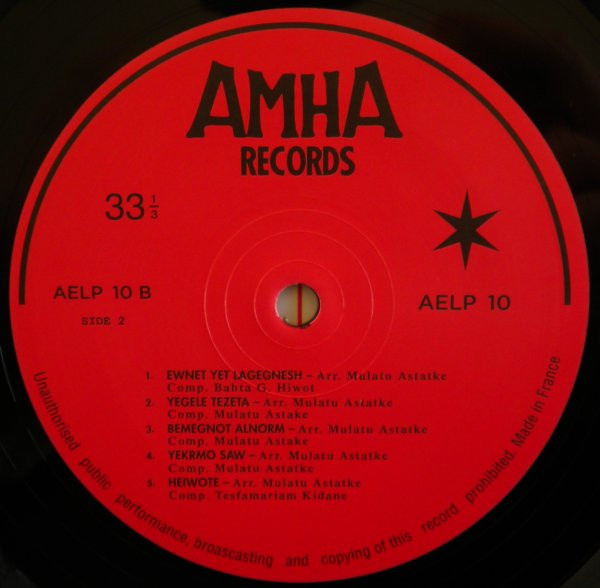 AMHA
RECORDS
33 1/3
AELP 10 B
SIDE 2
AELP 10
1. EWNET YET LAGEGNESH – Arr. Mulatu Astatke
Comp. Bahta G. Hiwot
2. YEGELE TEZETA – Arr. Mulatu Astatke
Comp. Mulatu Astake
3. BEMEGNOT ALNORM – Arr. Mulatu Astatke
Comp. Mulatu Astake
4. YEKRMO SAW – Arr. Mulatu Astatke
Comp. Mulatu Astatke
5. HEIWOTE – Arr. Mulatu Astatke
Comp. Tesfamariam Kidane
Unauthorised public performance, broascasting and copying of this record prohibited. Made in France